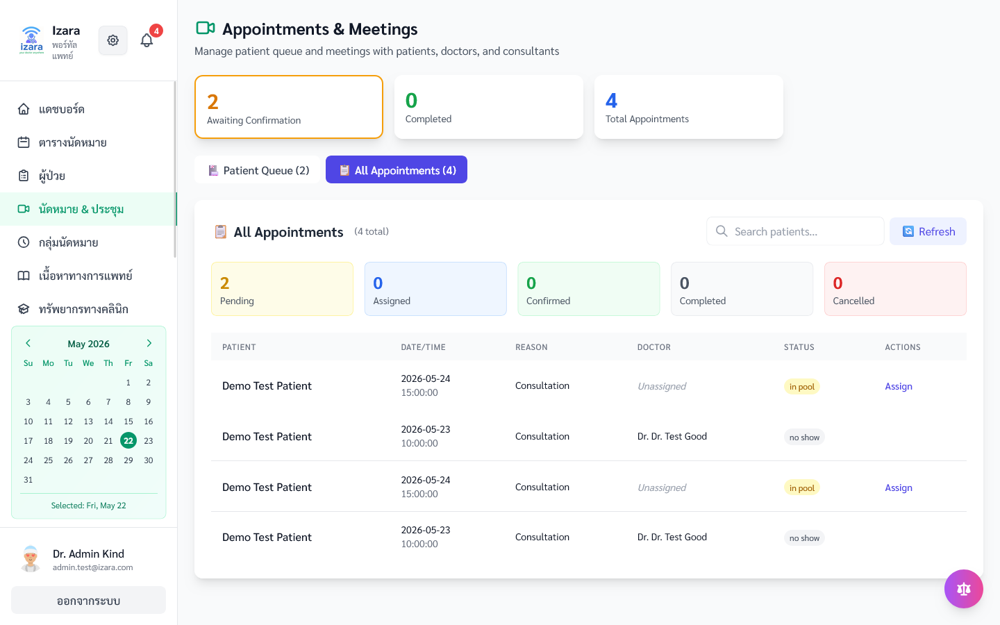 izara
Izara
พอร์ทัล
แพทย์
4
แดชบอร์ด
ตารางนัดหมาย
ผู้ป่วย
นัดหมาย & ประชุม
กลุ่มนัดหมาย
เนื้อหาทางการแพทย์
ทรัพยากรทางคลินิก
May 2026
Su Mo Tu We Th Fr Sa
1 2
3 4 5 6 7 8 9
10 11 12 13 14 15 16
17 18 19 20 21 22 23
24 25 26 27 28 29 30
31
Selected: Fri, May 22
Dr. Admin Kind
admin.test@izara.com
ออกจากระบบ
Appointments & Meetings
Manage patient queue and meetings with patients, doctors, and consultants
2
Awaiting Confirmation
0
Completed
4
Total Appointments
Patient Queue (2)
All Appointments (4)
All Appointments (4 total)
Search patients...
Refresh
2
Pending
0
Assigned
0
Confirmed
0
Completed
0
Cancelled
PATIENT DATE/TIME REASON DOCTOR STATUS ACTIONS
Demo Test Patient 2026-05-24 15:00:00 Consultation Unassigned in pool Assign
Demo Test Patient 2026-05-23 10:00:00 Consultation Dr. Dr. Test Good no show
Demo Test Patient 2026-05-24 15:00:00 Consultation Unassigned in pool Assign
Demo Test Patient 2026-05-23 10:00:00 Consultation Dr. Dr. Test Good no show